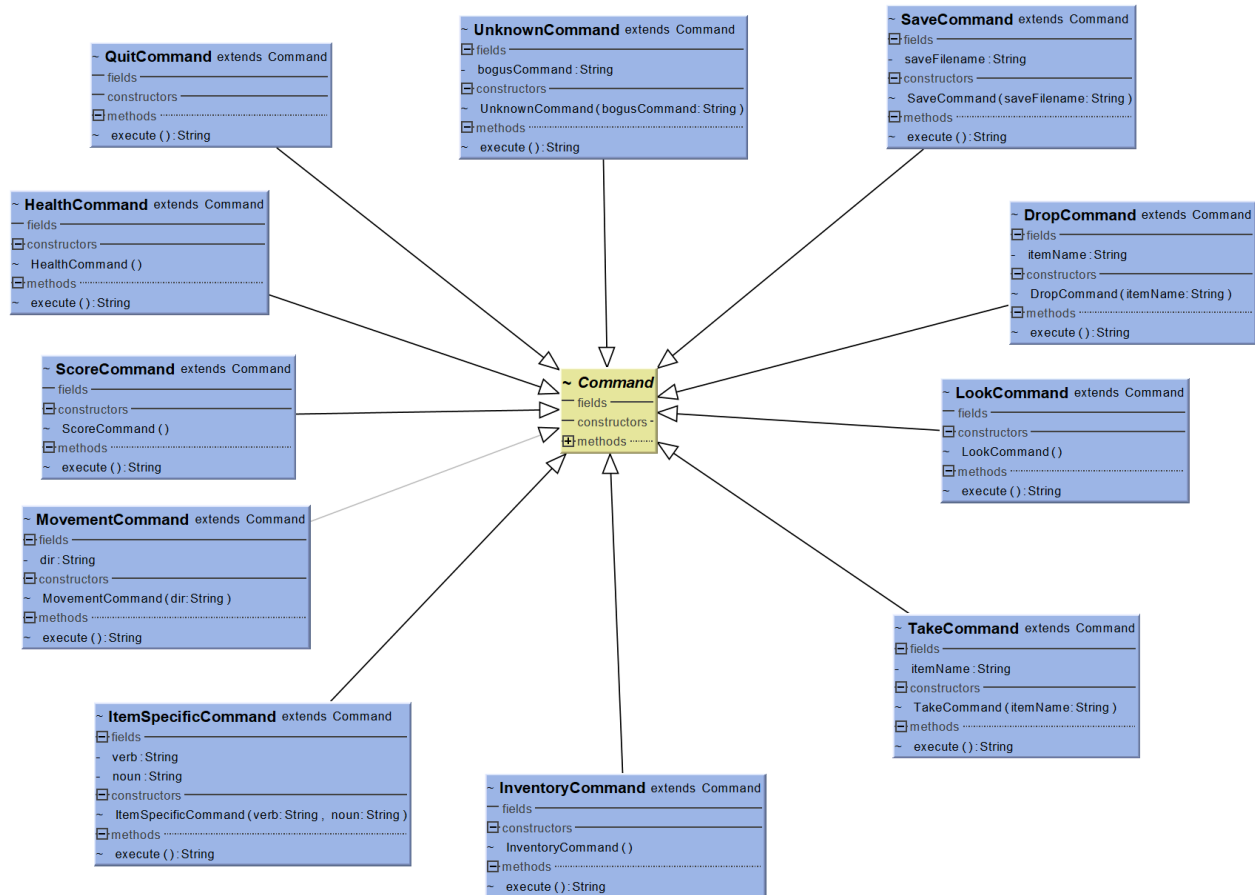 ~ QuitCommand extends Command
fields
constructors
methods
~ execute ( ) : String
~ UnknownCommand extends Command
fields
- bogusCommand : String
constructors
~ UnknownCommand ( bogusCommand: String )
methods
~ execute ( ) : String
~ SaveCommand extends Command
fields
- saveFilename : String
constructors
~ SaveCommand ( saveFilename: String )
methods
~ execute ( ) : String
~ HealthCommand extends Command
fields
constructors
~ HealthCommand ( )
methods
~ execute ( ) : String
~ DropCommand extends Command
fields
- itemName : String
constructors
~ DropCommand ( itemName: String )
methods
~ execute ( ) : String
~ ScoreCommand extends Command
fields
constructors
~ ScoreCommand ( )
methods
~ execute ( ) : String
~ Command
fields
constructors
methods
~ LookCommand extends Command
fields
constructors
~ LookCommand ( )
methods
~ execute ( ) : String
~ MovementCommand extends Command
fields
- dir : String
constructors
~ MovementCommand ( dir: String )
methods
~ execute ( ) : String
~ TakeCommand extends Command
fields
- itemName : String
constructors
~ TakeCommand ( itemName: String )
methods
~ execute ( ) : String
~ ItemSpecificCommand extends Command
fields
- verb : String
- noun : String
constructors
~ ItemSpecificCommand ( verb: String , noun: String )
methods
~ execute ( ) : String
~ InventoryCommand extends Command
fields
constructors
~ InventoryCommand ( )
methods
~ execute ( ) : String